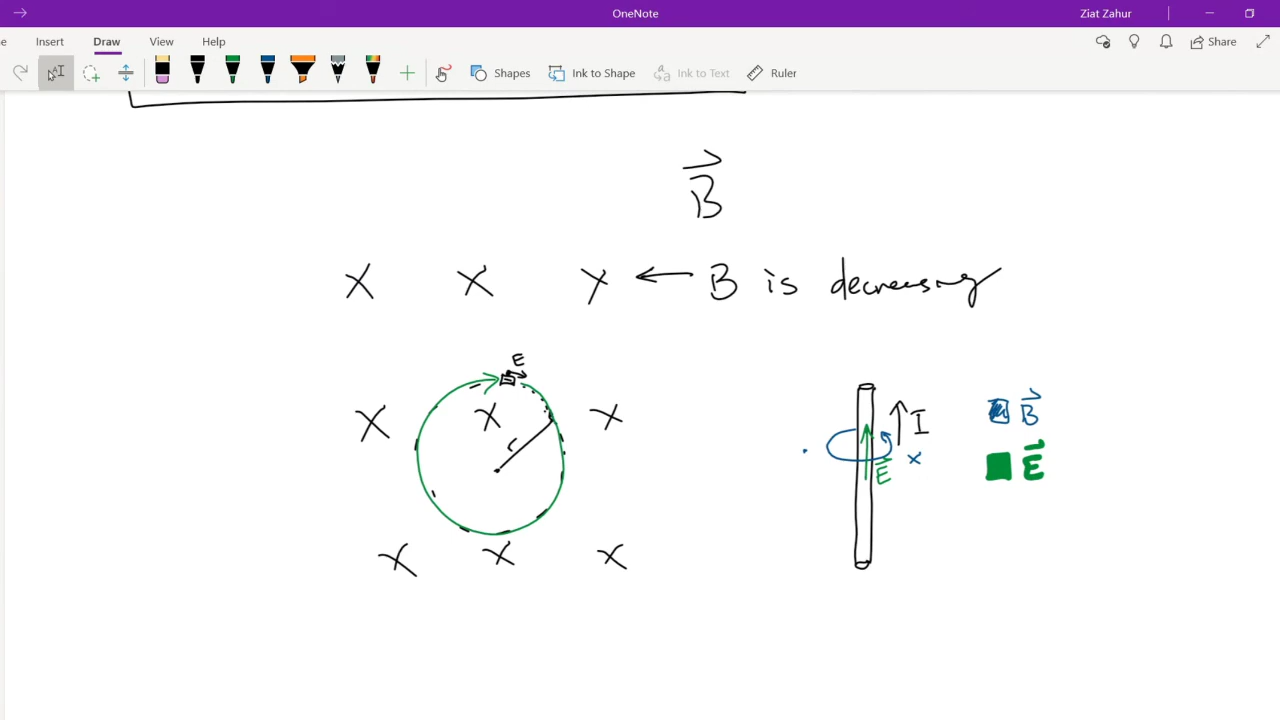 OneNote
Ziat Zahur
Insert
Draw
View
Help
Share
Shapes
Ink to Shape
Ink to Text
Ruler
B
X X X ← B is decreasing
E
X X X
r
I
B
X
E
E
X X X